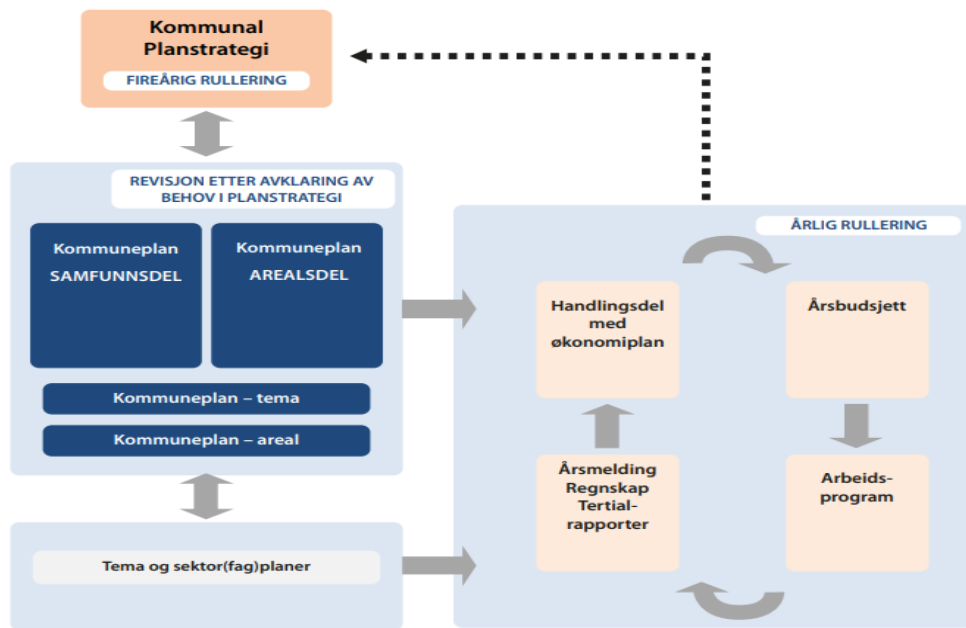 Kommunal
Planstrategi
FIREÅRIG RULLERING
REVISJON ETTER AVKLARING AV
BEHOV I PLANSTRATEGI
Kommuneplan
SAMFUNNSDEL
Kommuneplan
AREALSDEL
Kommuneplan – tema
Kommuneplan – areal
Tema og sektor(fag)planer
ÅRLIG RULLERING
Handlingsdel
med
økonomiplan
Årsbudsjett
Årsmelding
Regnskap
Tertial-
rapporter
Arbeids-
program